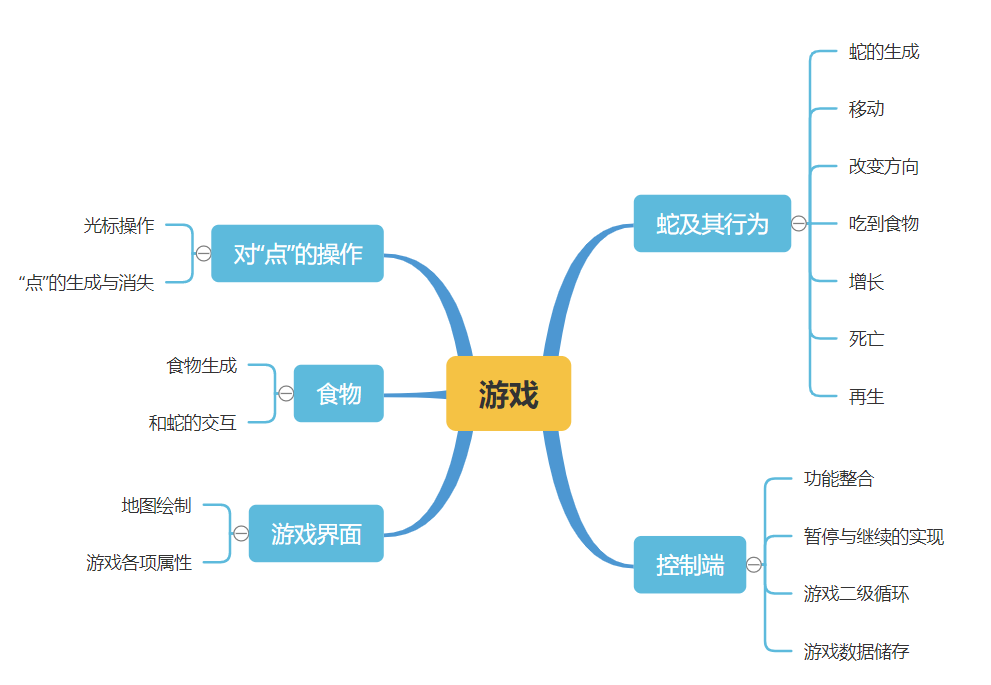 游戏
蛇及其行为
蛇的生成
移动
改变方向
吃到食物
增长
死亡
再生
控制端
功能整合
暂停与继续的实现
游戏二级循环
游戏数据储存
对“点”的操作
光标操作
“点”的生成与消失
食物
食物生成
和蛇的交互
游戏界面
地图绘制
游戏各项属性